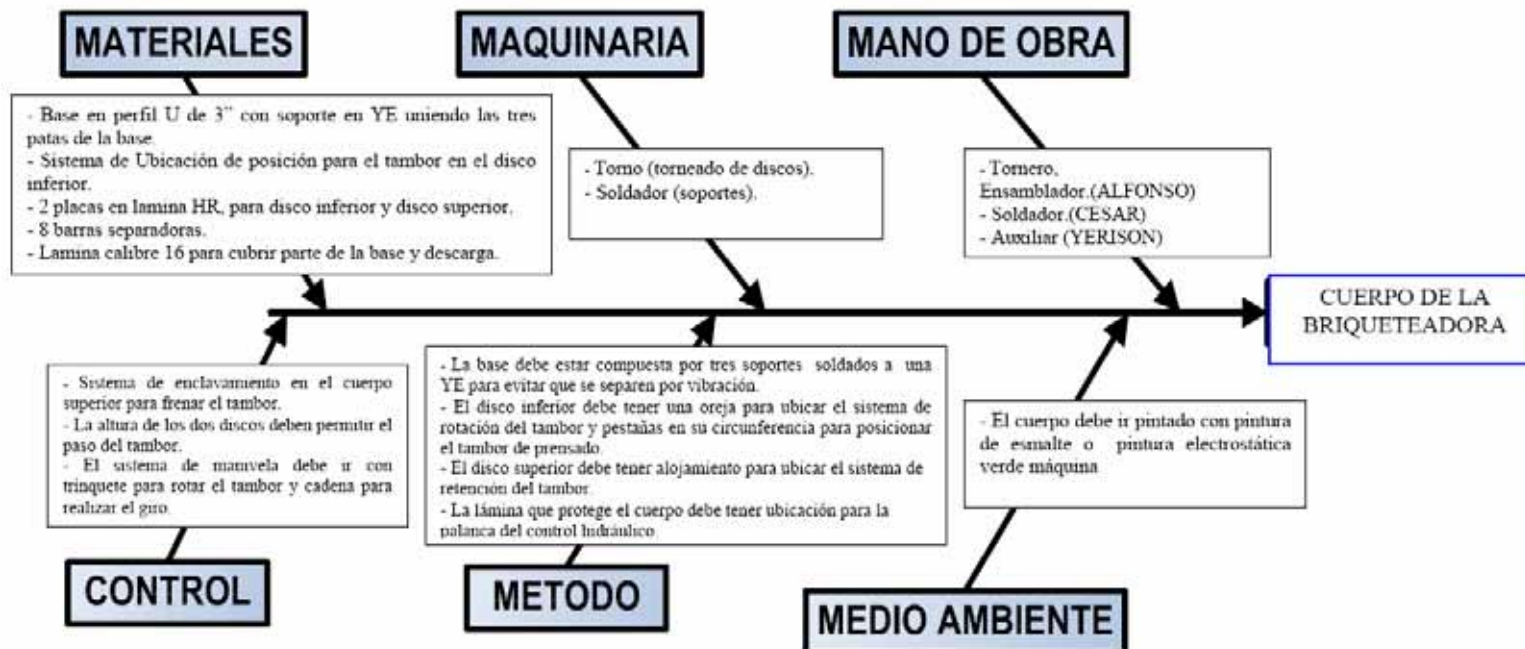 MATERIALES
MAQUINARIA
MANO DE OBRA
- Base en perfil U de 3” con soporte en YE uniendo las tres
patas de la base.
- Sistema de Ubicación de posición para el tambor en el disco
inferior.
- 2 placas en lamina HR, para disco inferior y disco superior.
- 8 barras separadoras.
- Lamina calibre 16 para cubrir parte de la base y descarga.
- Torno (torneado de discos).
- Soldador (soportes).
- Tornero,
Ensamblador.(ALFONSO)
- Soldador.(CESAR)
- Auxiliar (YERISON)
CUERPO DE LA
BRIQUETEADORA
- Sistema de enclavamiento en el cuerpo
superior para frenar el tambor.
- La altura de los dos discos deben permitir el
paso del tambor.
- El sistema de manivela debe ir con
trinquete para rotar el tambor y cadena para
realizar el giro.
- La base debe estar compuesta por tres soportes soldados a una
YE para evitar que se separen por vibración.
- El disco inferior debe tener una oreja para ubicar el sistema de
rotación del tambor y pestañas en su circunferencia para posicionar
el tambor de prensado.
- El disco superior debe tener alojamiento para ubicar el sistema de
retención del tambor.
- La lámina que protege el cuerpo debe tener ubicación para la
palanca del control hidráulico.
- El cuerpo debe ir pintado con pintura
de esmalte o pintura electrostática
verde máquina
CONTROL
METODO
MEDIO AMBIENTE